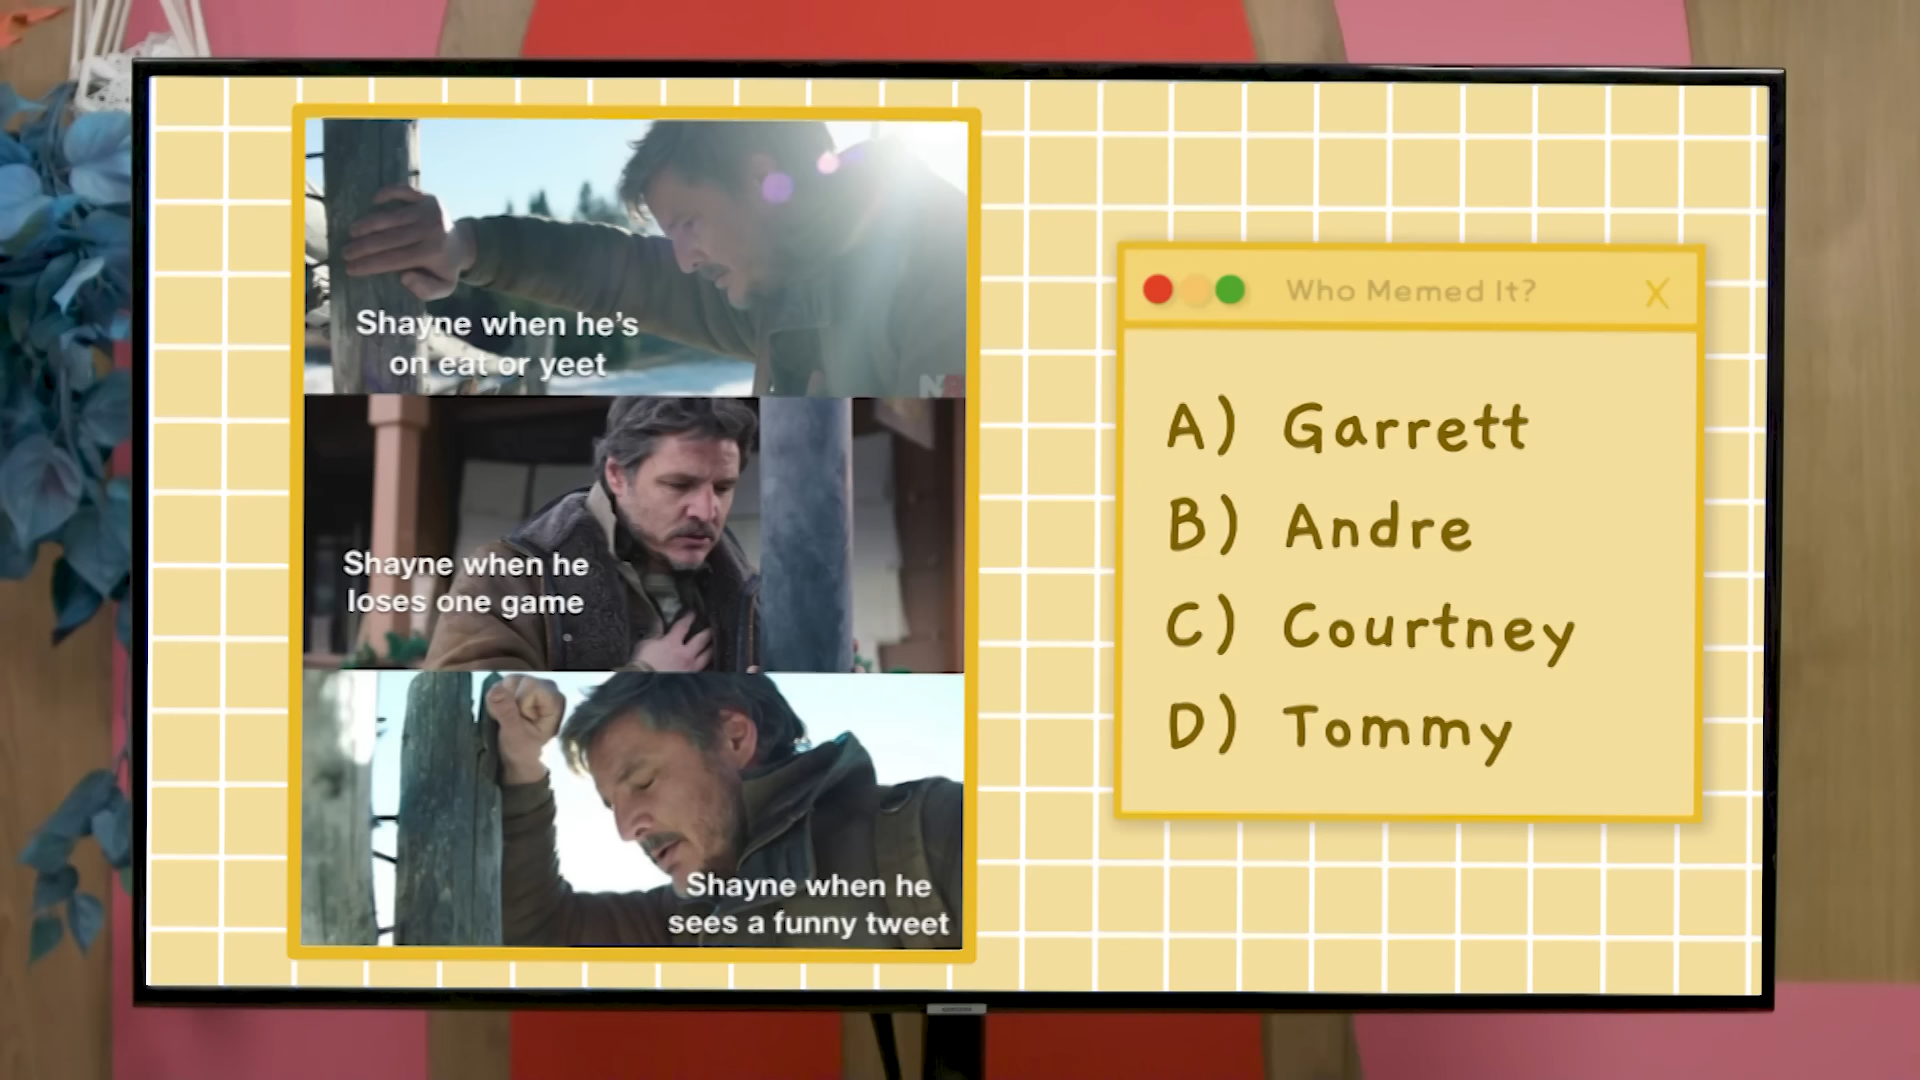 Shayne when he's
on eat or yeet
Shayne when he
loses one game
Shayne when he
sees a funny tweet
Who Memed It?
X
A) Garrett
B) Andre
C) Courtney
D) Tommy